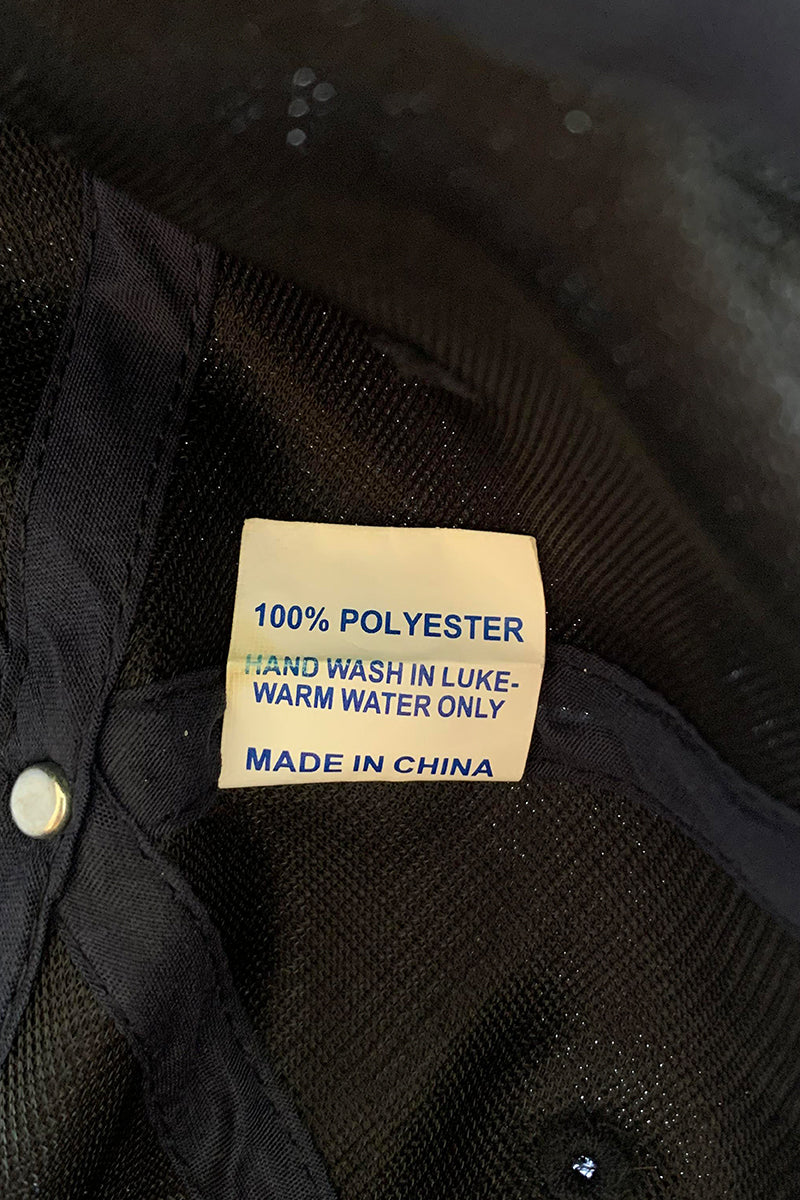 100% POLYESTER
HAND WASH IN LUKE-
WARM WATER ONLY
MADE IN CHINA